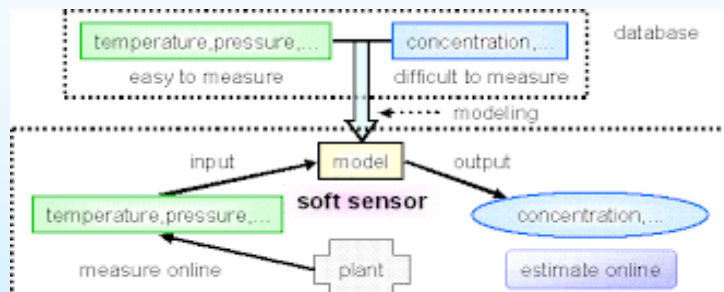 temperature,pressure,... concentration,... database
easy to measure difficult to measure
modeling
input model output
soft sensor
temperature,pressure,... concentration,...
measure online plant estimate online